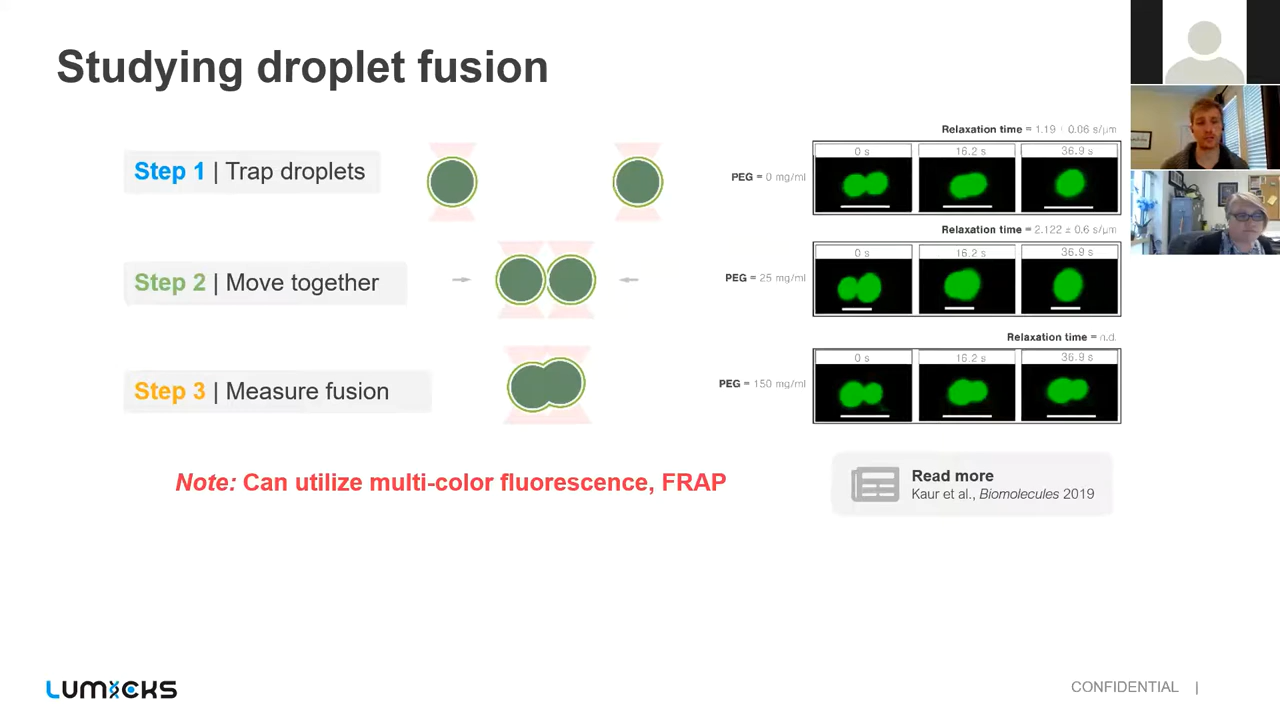 Studying droplet fusion
Step 1 | Trap droplets
Step 2 | Move together
Step 3 | Measure fusion
Note: Can utilize multi-color fluorescence, FRAP
Relaxation time = 1.19 ± 0.06 s/µm
PEG = 0 mg/ml
0 s 16.2 s 36.9 s
Relaxation time = 2.122 ± 0.6 s/µm
PEG = 25 mg/ml
0 s 16.2 s 36.9 s
Relaxation time = n.d.
PEG = 150 mg/ml
0 s 16.2 s 36.9 s
Read more
Kaur et al., Biomolecules 2019
LUMICKS
CONFIDENTIAL |